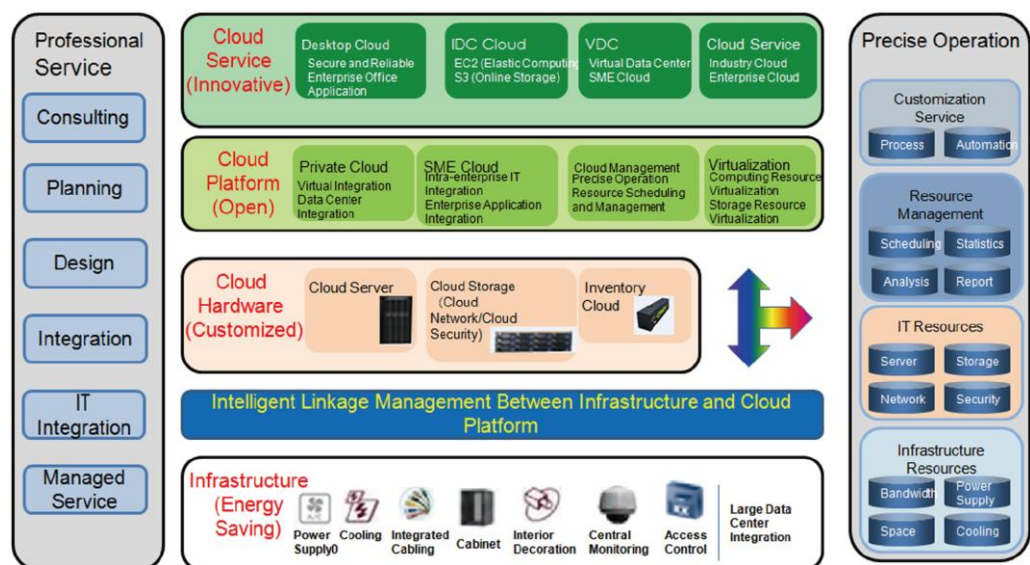 Professional
Service
Consulting
Planning
Design
Integration
IT
Integration
Managed
Service
Cloud
Service
(Innovative)
Desktop Cloud
Secure and Reliable
Enterprise Office
Application
IDC Cloud
EC2 (Elastic Computing
S3 (Online Storage)
VDC
Virtual Data Center
SME Cloud
Cloud Service
Industry Cloud
Enterprise Cloud
Cloud
Platform
(Open)
Private Cloud
Virtual Integration
Data Center
Integration
SME Cloud
Intra-enterprise IT
Integration
Enterprise Application
Integration
Cloud Management
Precise Operation
Resource Scheduling
and Management
Virtualization
Computing Resource
Virtualization
Storage Resource
Virtualization
Cloud
Hardware
(Customized)
Cloud Server
Cloud Storage
(Cloud
Network/Cloud
Security)
Inventory
Cloud
Intelligent Linkage Management Between Infrastructure and Cloud
Platform
Infrastructure
(Energy
Saving)
A/C
Power
Supply0
Cooling
Integrated
Cabling
Cabinet
Interior
Decoration
Central
Monitoring
Access
Control
Large Data
Center
Integration
Precise Operation
Customization
Service
Process
Automation
Resource
Management
Scheduling
Statistics
Analysis
Report
IT Resources
Server
Storage
Network
Security
Infrastructure
Resources
Bandwidth
Power
Supply
Space
Cooling